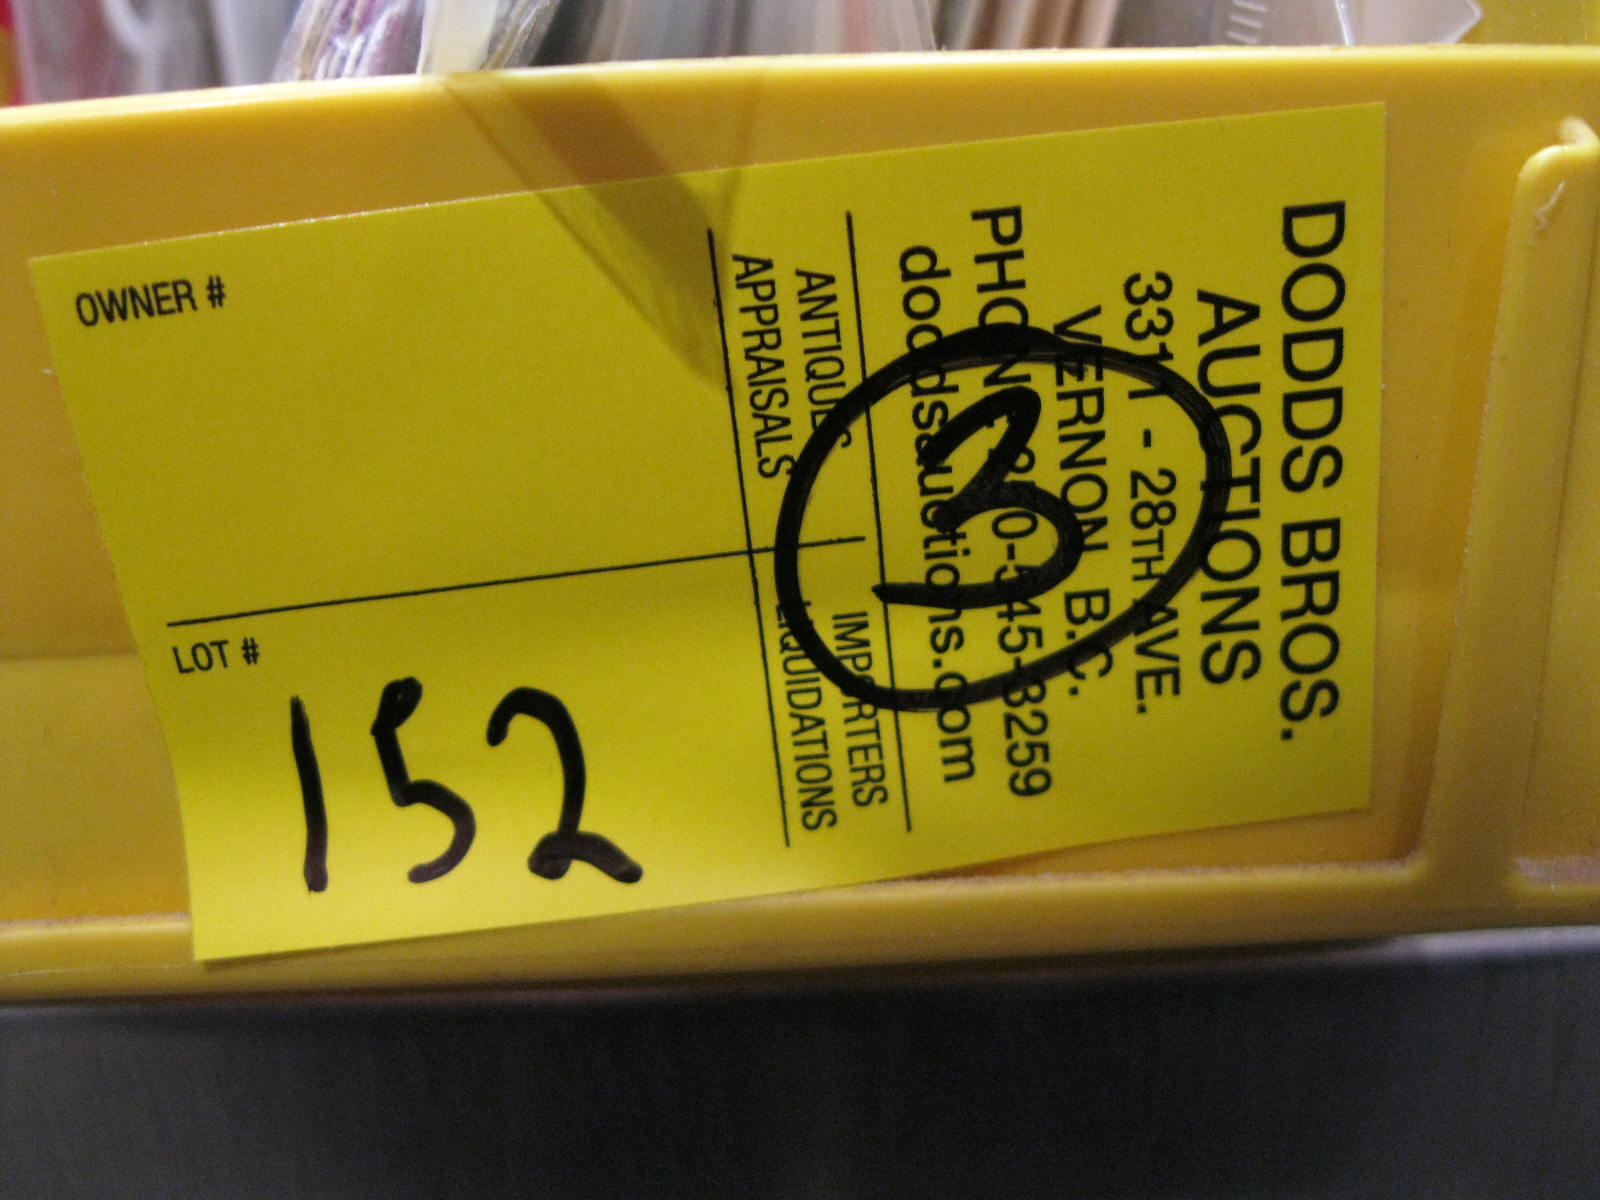 DODDS BROS.
AUCTIONS
3311 - 28TH AVE.
VERNON B.C.
PHONE 250-545-3259
doddsauctions.com
ANTIQUES IMPORTERS
APPRAISALS LIQUIDATIONS
OWNER #
LOT #
152